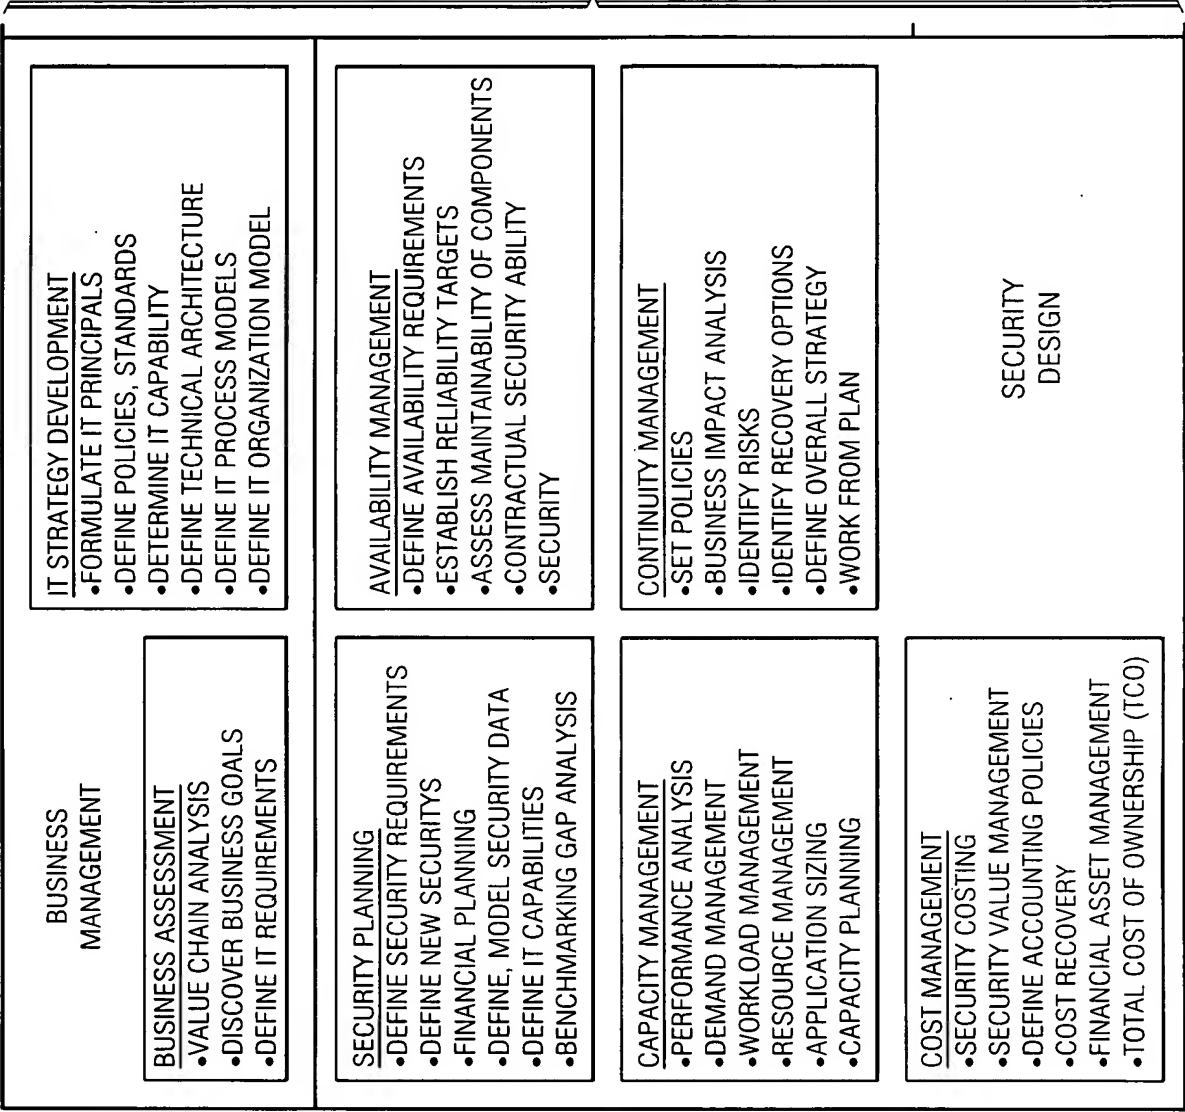 BUSINESS
MANAGEMENT
BUSINESS ASSESSMENT
•VALUE CHAIN ANALYSIS
•DISCOVER BUSINESS GOALS
•DEFINE IT REQUIREMENTS
IT STRATEGY DEVELOPMENT
•FORMULATE IT PRINCIPALS
•DEFINE POLICIES, STANDARDS
•DETERMINE IT CAPABILITY
•DEFINE TECHNICAL ARCHITECTURE
•DEFINE IT PROCESS MODELS
•DEFINE IT ORGANIZATION MODEL
SECURITY PLANNING
•DEFINE SECURITY REQUIREMENTS
•DEFINE NEW SECURITYS
•FINANCIAL PLANNING
•DEFINE, MODEL SECURITY DATA
•DEFINE IT CAPABILITIES
•BENCHMARKING GAP ANALYSIS
AVAILABILITY MANAGEMENT
•DEFINE AVAILABILITY REQUIREMENTS
•ESTABLISH RELIABILITY TARGETS
•ASSESS MAINTAINABILITY OF COMPONENTS
•CONTRACTUAL SECURITY ABILITY
•SECURITY
CAPACITY MANAGEMENT
•PERFORMANCE ANALYSIS
•DEMAND MANAGEMENT
•WORKLOAD MANAGEMENT
•RESOURCE MANAGEMENT
•APPLICATION SIZING
•CAPACITY PLANNING
CONTINUITY MANAGEMENT
•SET POLICIES
•BUSINESS IMPACT ANALYSIS
•IDENTIFY RISKS
•IDENTIFY RECOVERY OPTIONS
•DEFINE OVERALL STRATEGY
•WORK FROM PLAN
COST MANAGEMENT
•SECURITY COSTING
•SECURITY VALUE MANAGEMENT
•DEFINE ACCOUNTING POLICIES
•COST RECOVERY
•FINANCIAL ASSET MANAGEMENT
•TOTAL COST OF OWNERSHIP (TCO)
SECURITY
DESIGN